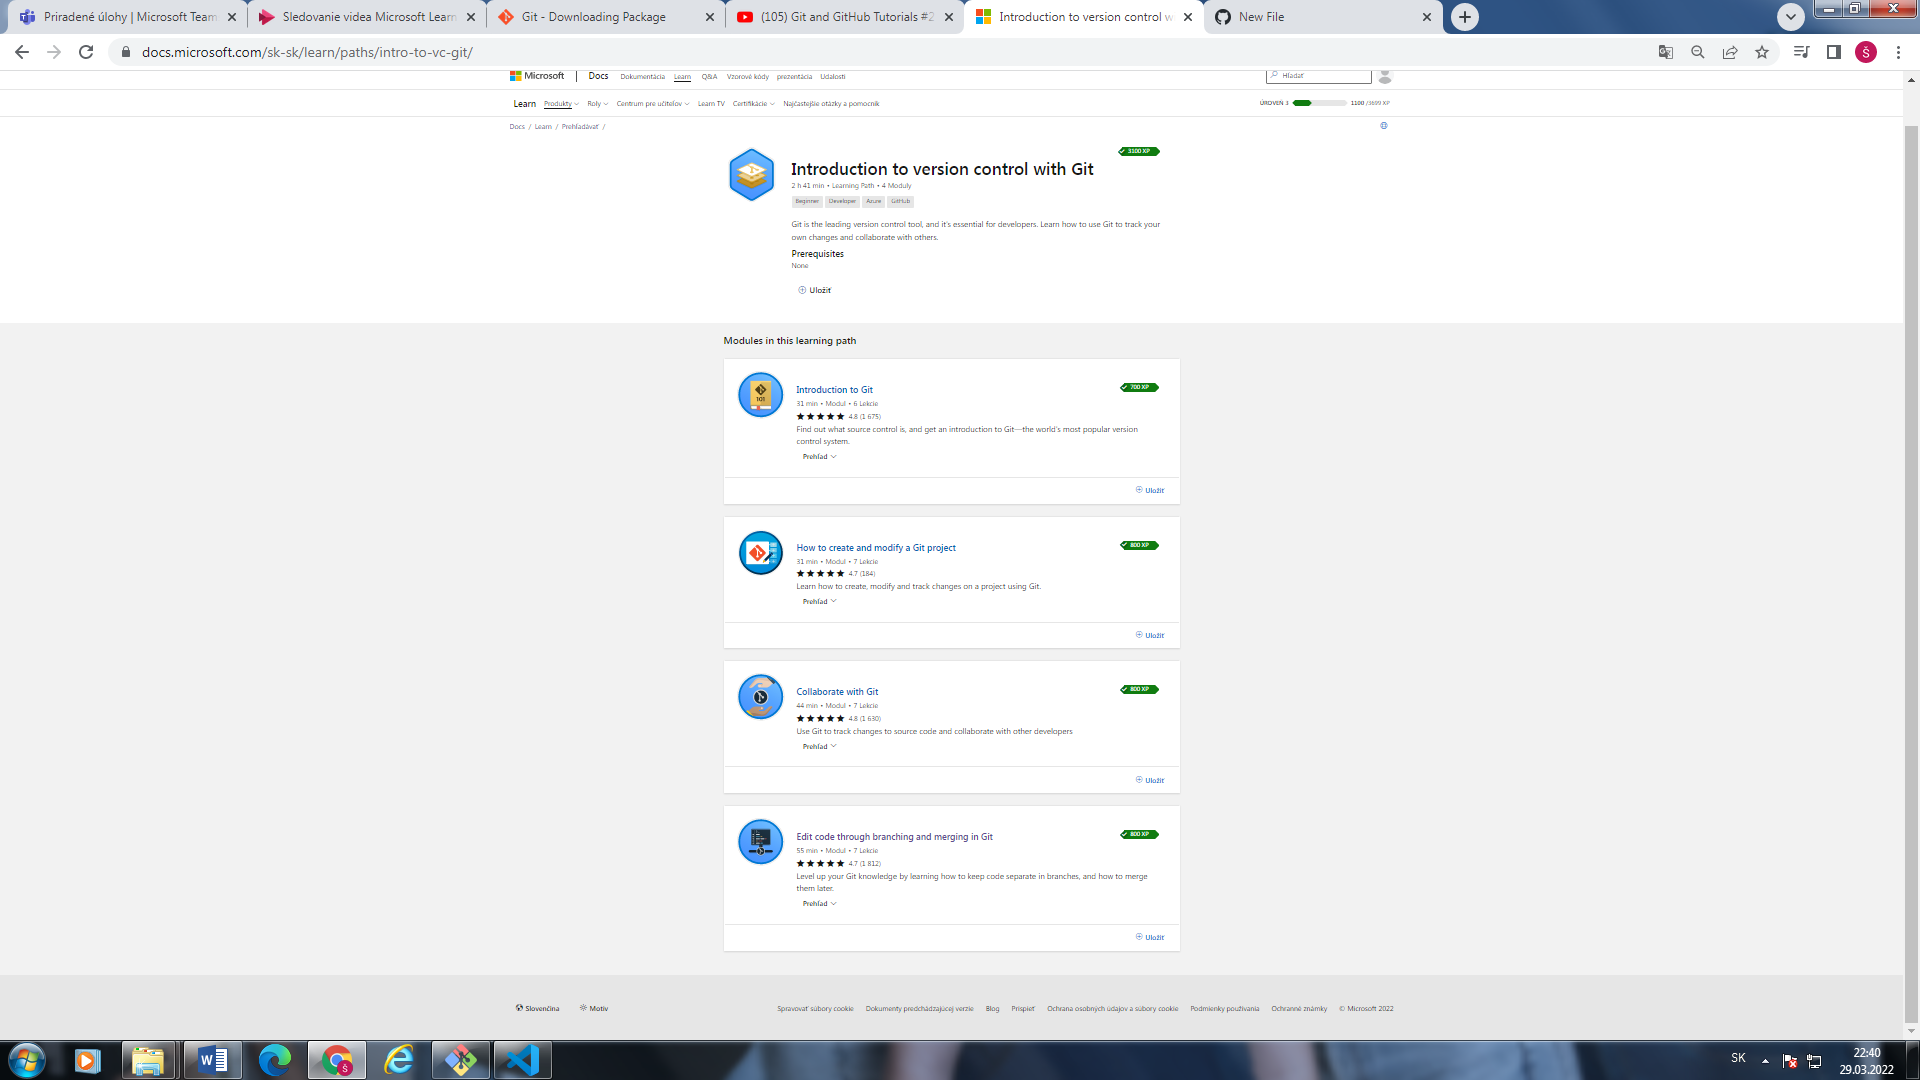 Priradené úlohy | Microsoft Team
Sledovanie videa Microsoft Learn
Git - Downloading Package
(105) Git and GitHub Tutorials #2
Introduction to version control w
New File
docs.microsoft.com/sk-sk/learn/paths/intro-to-vc-git/
Š
Microsoft
Docs
Dokumentácia
Learn
Q&A
Vzorové kódy
prezentácia
Udalosti
Hľadať
Learn
Produkty
Roly
Centrum pre učiteľov
Learn TV
Certifikácie
Najčastejšie otázky a pomocník
ÚROVEŇ 3
1100 /3699 XP
Docs / Learn / Prehľadávať /
3100 XP
Introduction to version control with Git
2 h 41 min • Learning Path • 4 Moduly
Beginner
Developer
Azure
GitHub
Git is the leading version control tool, and it's essential for developers. Learn how to use Git to track your
own changes and collaborate with others.
Prerequisites
None
Uložiť
Modules in this learning path
101
Introduction to Git
700 XP
31 min • Modul • 6 Lekcie
4.8 (1 675)
Find out what source control is, and get an introduction to Git—the world's most popular version
control system.
Prehľad
Uložiť
How to create and modify a Git project
800 XP
31 min • Modul • 7 Lekcie
4.7 (184)
Learn how to create, modify and track changes on a project using Git.
Prehľad
Uložiť
Collaborate with Git
800 XP
44 min • Modul • 7 Lekcie
4.8 (1 630)
Use Git to track changes to source code and collaborate with other developers
Prehľad
Uložiť
Edit code through branching and merging in Git
800 XP
55 min • Modul • 7 Lekcie
4.7 (1 812)
Level up your Git knowledge by learning how to keep code separate in branches, and how to merge
them later.
Prehľad
Uložiť
Slovenčina
Motív
Spravovať súbory cookie
Dokumenty predchádzajúcej verzie
Blog
Prispieť
Ochrana osobných údajov a súbory cookie
Podmienky používania
Ochranné známky
© Microsoft 2022
SK
22:40
29.03.2022